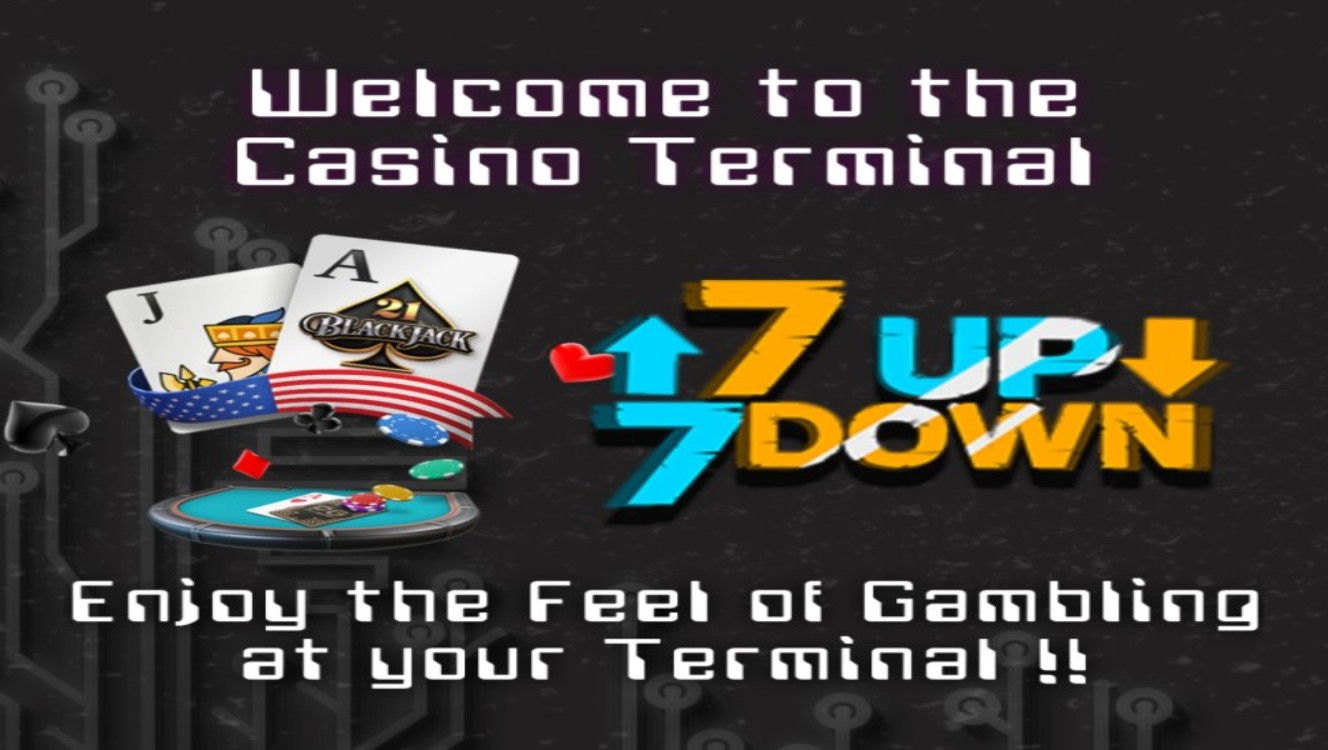 Welcome to the
Casino Terminal
J
A
21
BLACKJACK
7 UP
7 DOWN
Enjoy the Feel of Gambling
at your Terminal !!